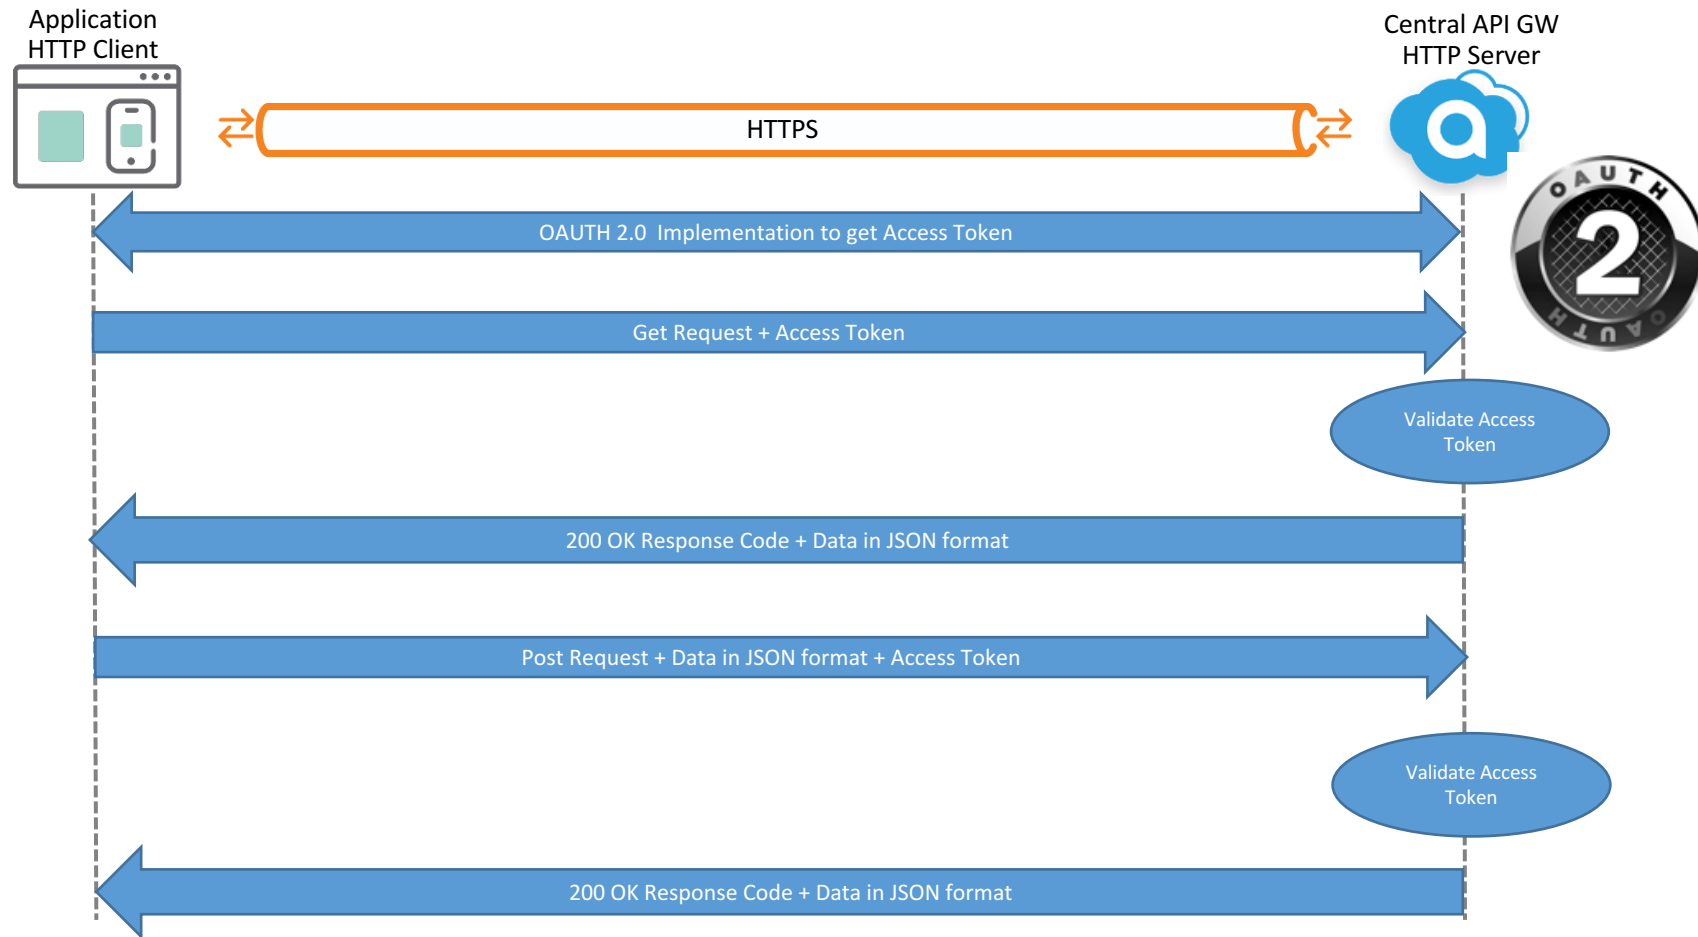 Application
HTTP Client
Central API GW
HTTP Server
HTTPS
a
OAUTH
2
OAUTH
OAUTH 2.0  Implementation to get Access Token
Get Request + Access Token
Validate Access
Token
200 OK Response Code + Data in JSON format
Post Request + Data in JSON format + Access Token
Validate Access
Token
200 OK Response Code + Data in JSON format